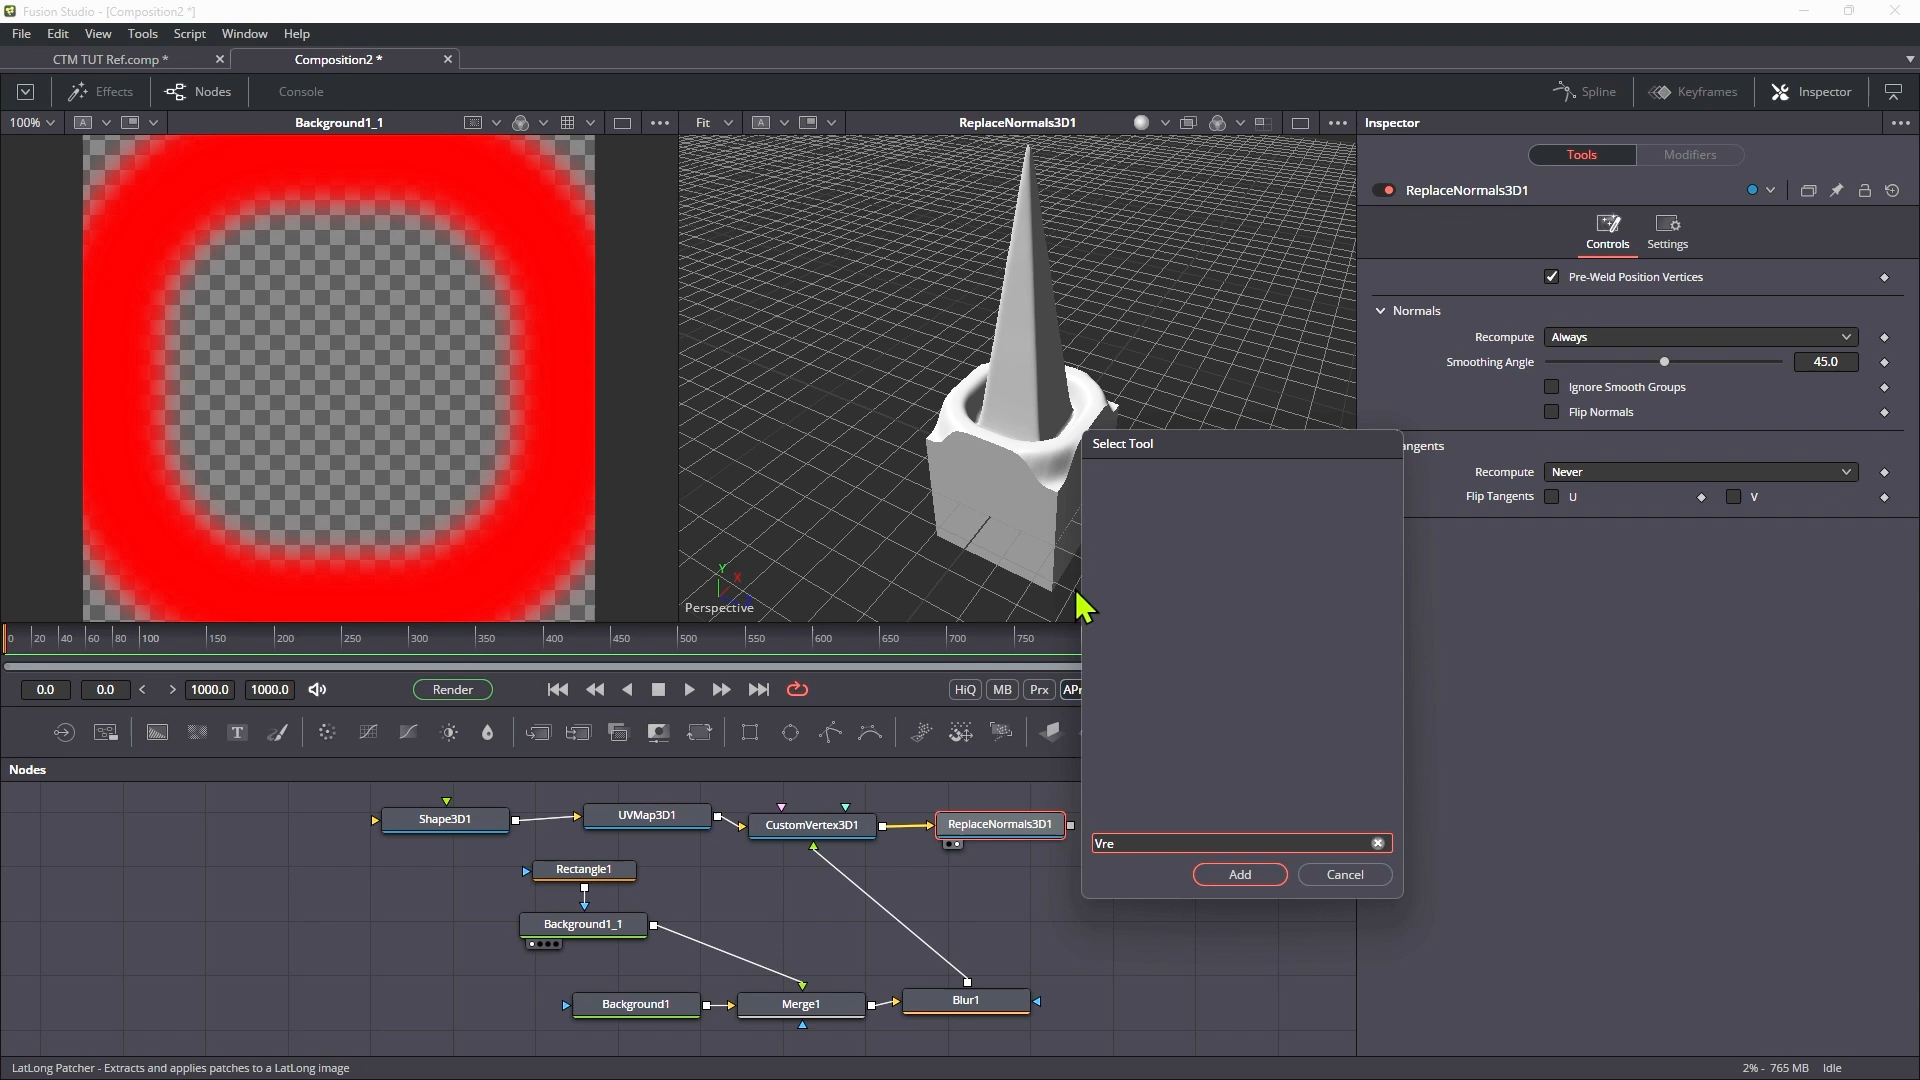 Fusion Studio - [Composition2 *]
File Edit View Tools Script Window Help
CTM TUT Ref.comp * Composition2 *
Effects Nodes Console Spline Keyframes Inspector
100% A Background1_1 Fit A ReplaceNormals3D1 Inspector
Tools Modifiers
ReplaceNormals3D1
Controls Settings
Pre-Weld Position Vertices
Normals
Recompute Always
Smoothing Angle 45.0
Ignore Smooth Groups
Flip Normals
Select Tool
angents
Recompute Never
Flip Tangents U V
Y
X
Perspective
0 20 40 60 80 100 150 200 250 300 350 400 450 500 550 600 650 700 750
0.0 0.0 1000.0 1000.0 Render HiQ MB Prx APr
T
Nodes
Shape3D1 UVMap3D1 CustomVertex3D1 ReplaceNormals3D1
Vre
Rectangle1
Add Cancel
Background1_1
Background1 Merge1 Blur1
LatLong Patcher - Extracts and applies patches to a LatLong image 2% - 765 MB Idle